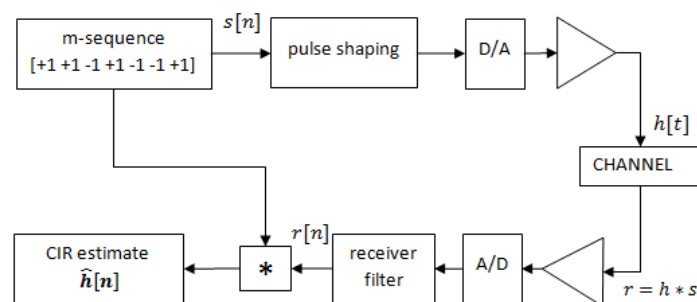 s[n]
m-sequence
[+1 +1 -1 +1 -1 -1 +1]
pulse shaping
D/A
h[t]
CHANNEL
r[n]
CIR estimate
ĥ[n]
*
receiver
filter
A/D
r = h * s